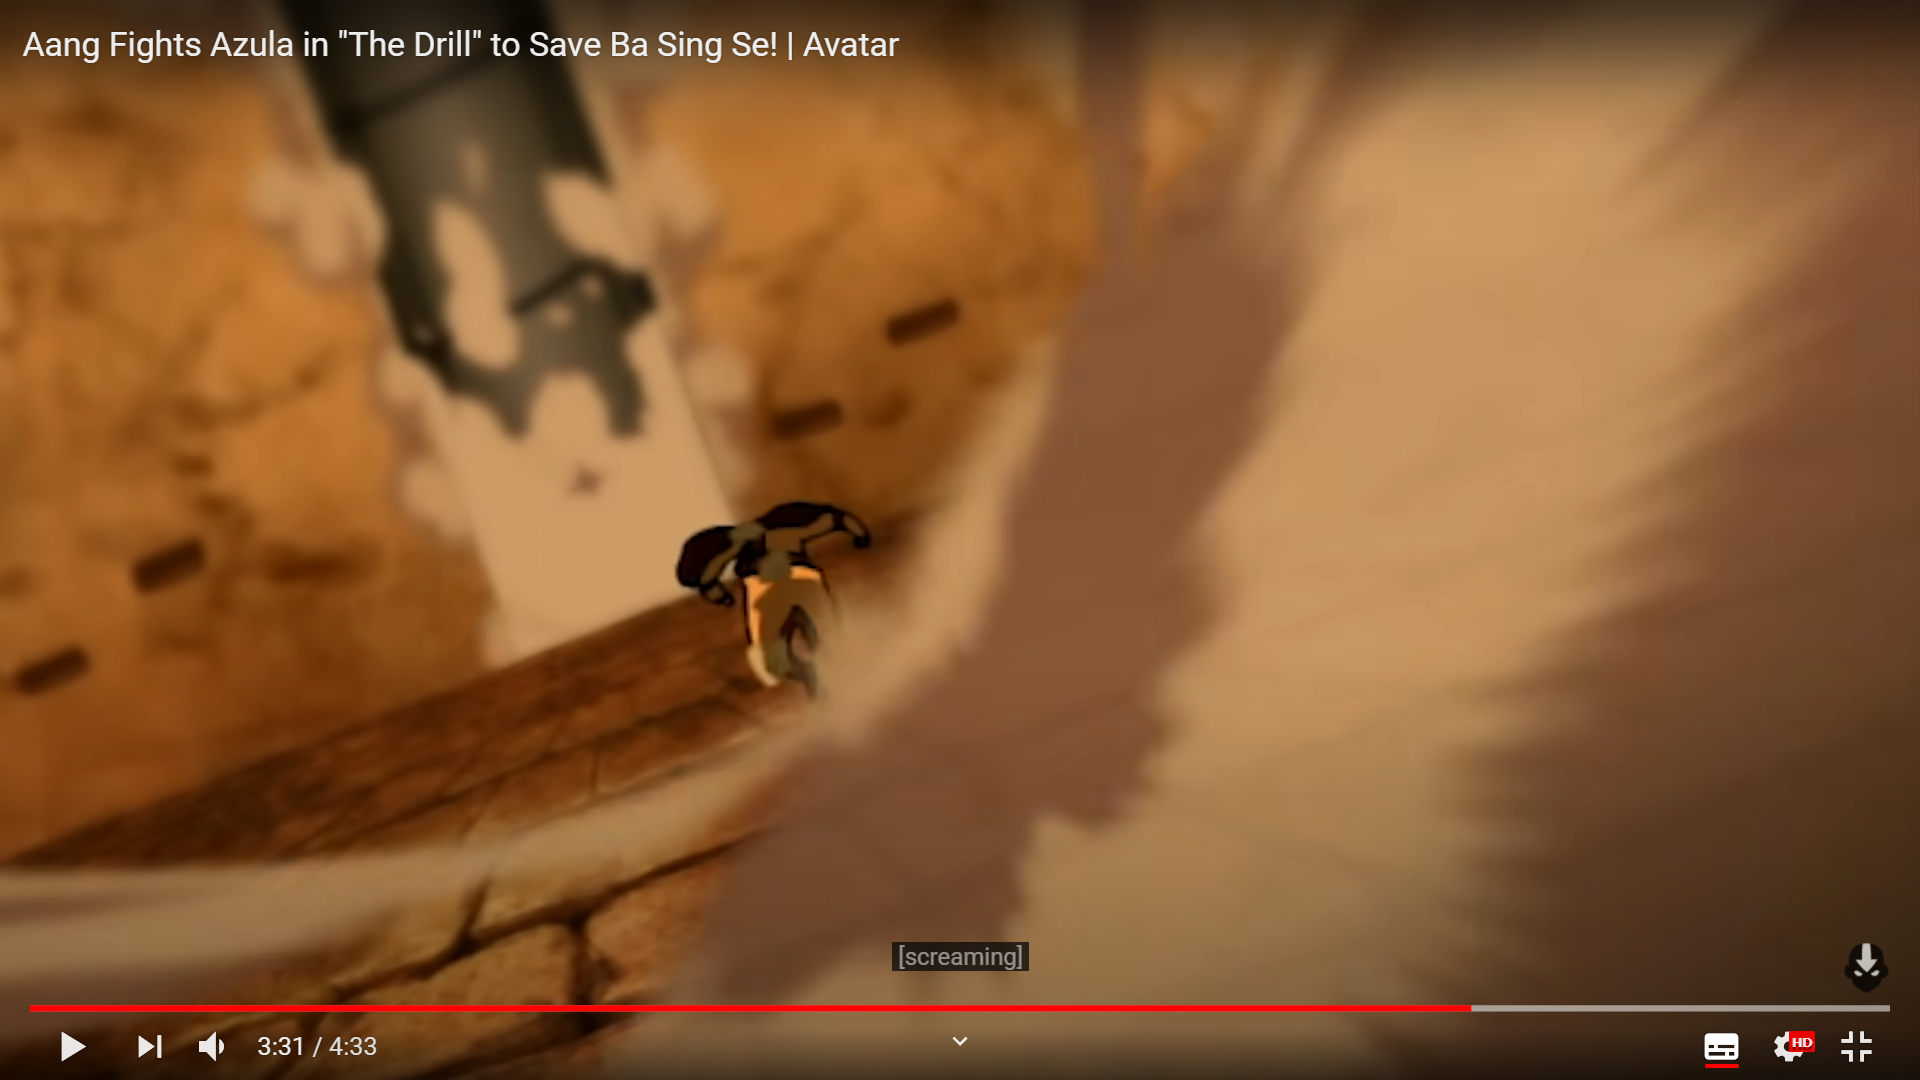 Aang Fights Azula in "The Drill" to Save Ba Sing Se! | Avatar
[screaming]
3:31 / 4:33
HD